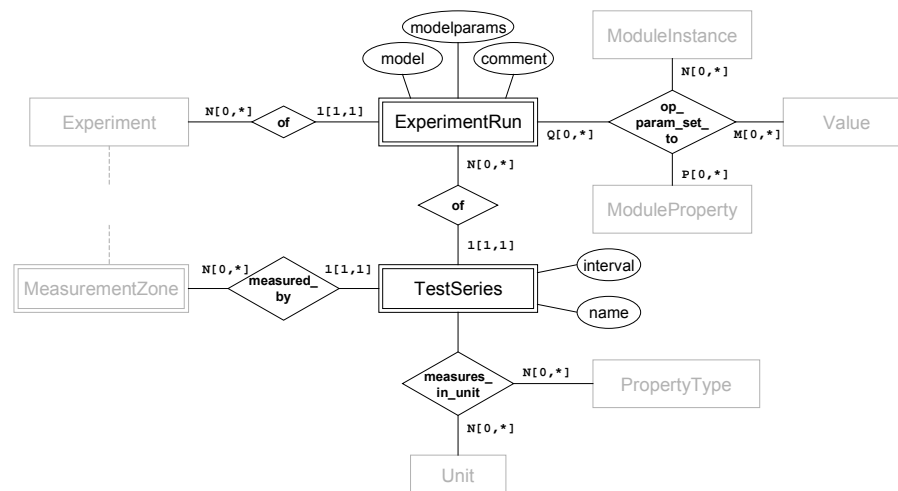 modelparams
model
comment
ModuleInstance
N[0,*]
Experiment
N[0,*]
of
1[1,1]
ExperimentRun
Q[0,*]
op_
param_set_
to
M[0,*]
Value
N[0,*]
P[0,*]
ModuleProperty
of
1[1,1]
MeasurementZone
N[0,*]
measured_
by
1[1,1]
TestSeries
interval
name
measures_
in_unit
N[0,*]
PropertyType
N[0,*]
Unit